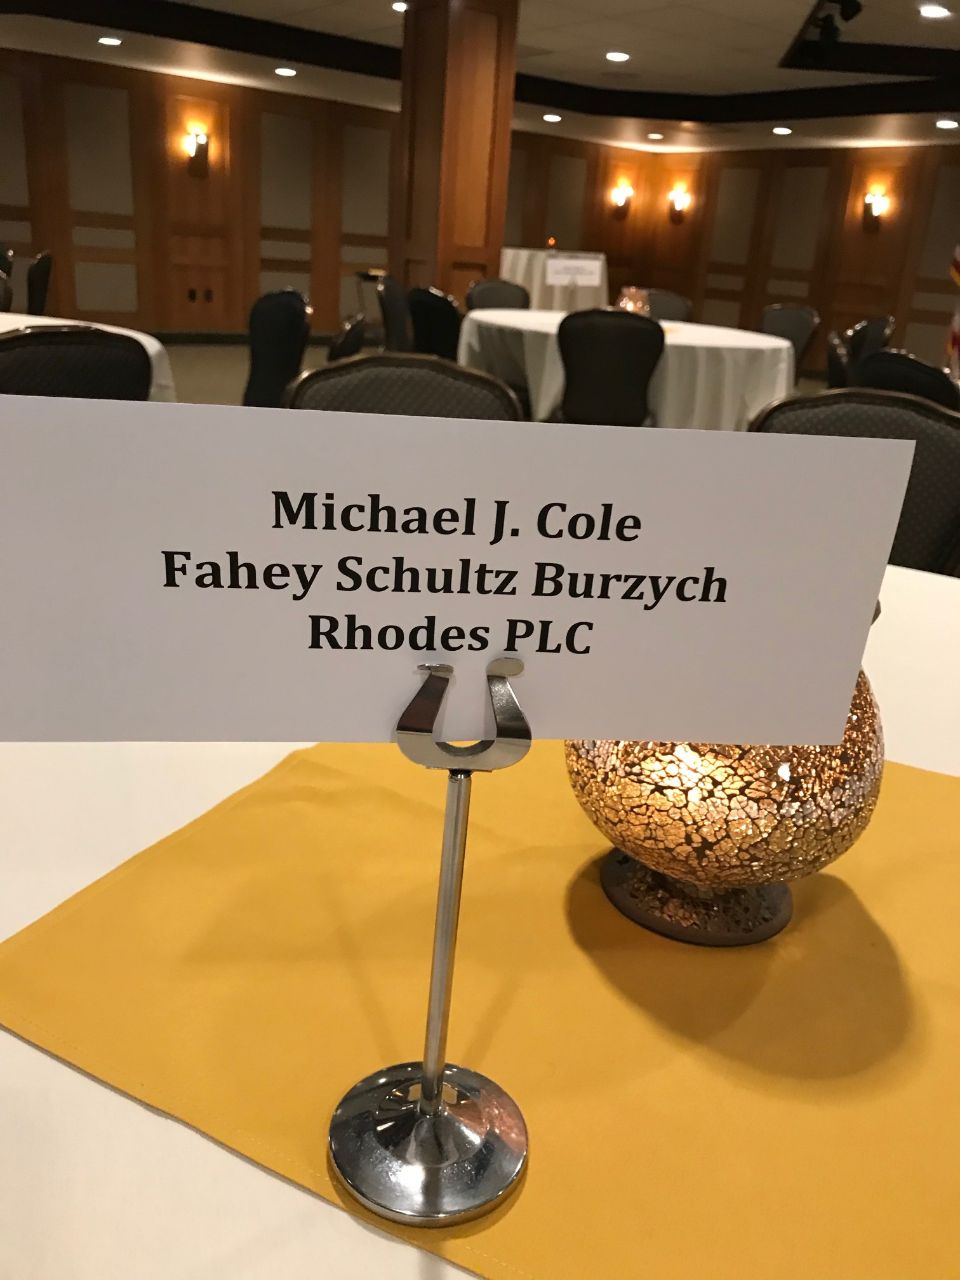 Michael J. Cole
Fahey Schultz Burzych
Rhodes PLC